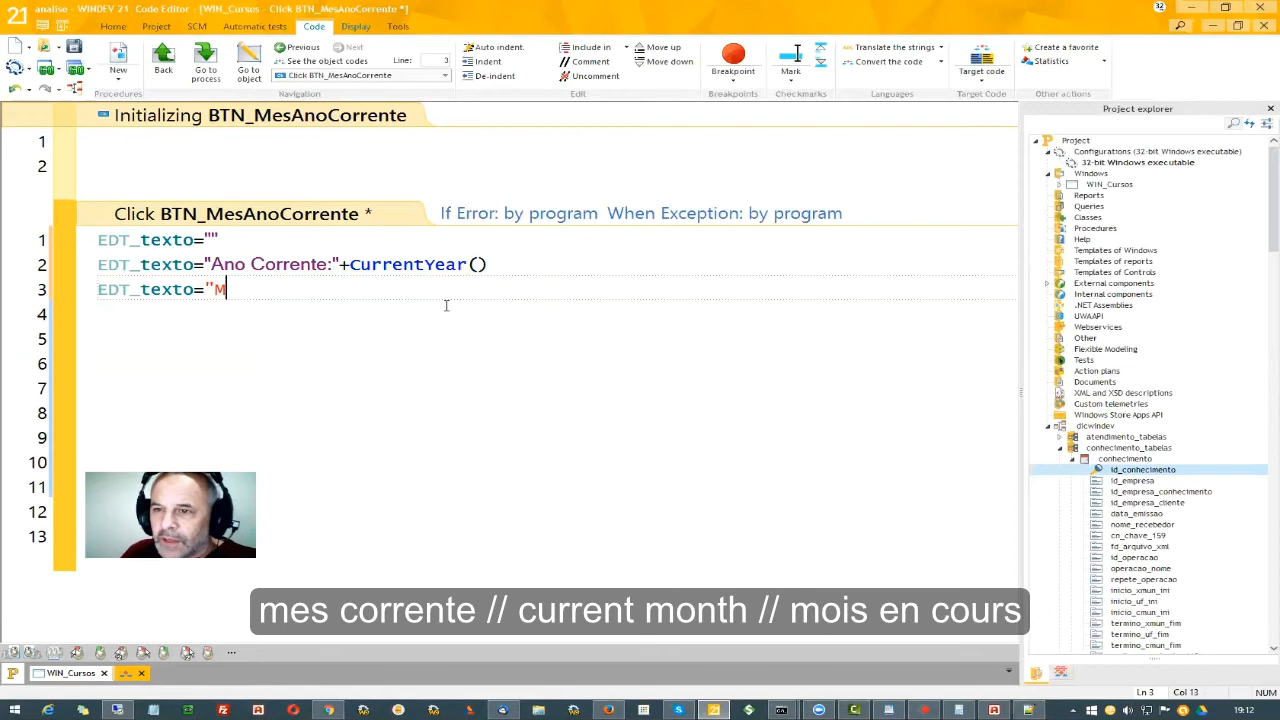 21 analise - WINDEV 21 Code Editor - [WIN_Cursus - Click BTN_MesAnoCorrente *]
32
Home Project SCM Automatic tests Code Display Tools
New
Procedures
Back
Go to process
Go to object
Previous Next
See the object codes Line: 3
Click BTN_MesAnoCorrente
Navigation
Auto indent.
Indent
De-indent
Include in
Comment
Uncomment
Move up
Move down
Edit
Breakpoint
Breakpoints
Mark
Checkmarks
Translate the strings
Convert the code
Languages
Target code
Target Code
Create a favorite
Statistics
Other actions
Initializing BTN_MesAnoCorrente
1
2
Click BTN_MesAnoCorrente * If Error: by program When Exception: by program
1 EDT_texto=""
2 EDT_texto="Ano Corrente:"+CurrentYear()
3 EDT_texto="M
4
5
6
7
8
9
10
11
12
13
mes corrente // current month // mois en cours
Project explorer
Project
Configurations (32-bit Windows executable)
32-bit Windows executable
Windows
WIN_Cursos
Reports
Queries
Classes
Procedures
Help
Templates of Windows
Templates of reports
Templates of Controls
External components
Internal components
.NET Assemblies
UWAAPI
Webservices
Other
Flexible Modeling
Tests
Action plans
Documents
XML and XSD descriptions
Custom telemetries
Windows Store Apps API
dicwindev
atendimento_tabelas
conhecimento_tabelas
conhecimento
id_conhecimento
id_empresa
id_empresa_conhecimento
id_empresa_cliente
data_emissao
nome_recebedor
cn_chave_159
fd_arquivo_xml
id_operacao
operacao_nome
repete_operacao
inicio_xmun_ini
inicio_uf_ini
inicio_cmun_ini
termino_xmun_fim
termino_uf_fim
termino_cmun_fim
WIN_Cursos
Ln 3 Col 13 NUM
19:12